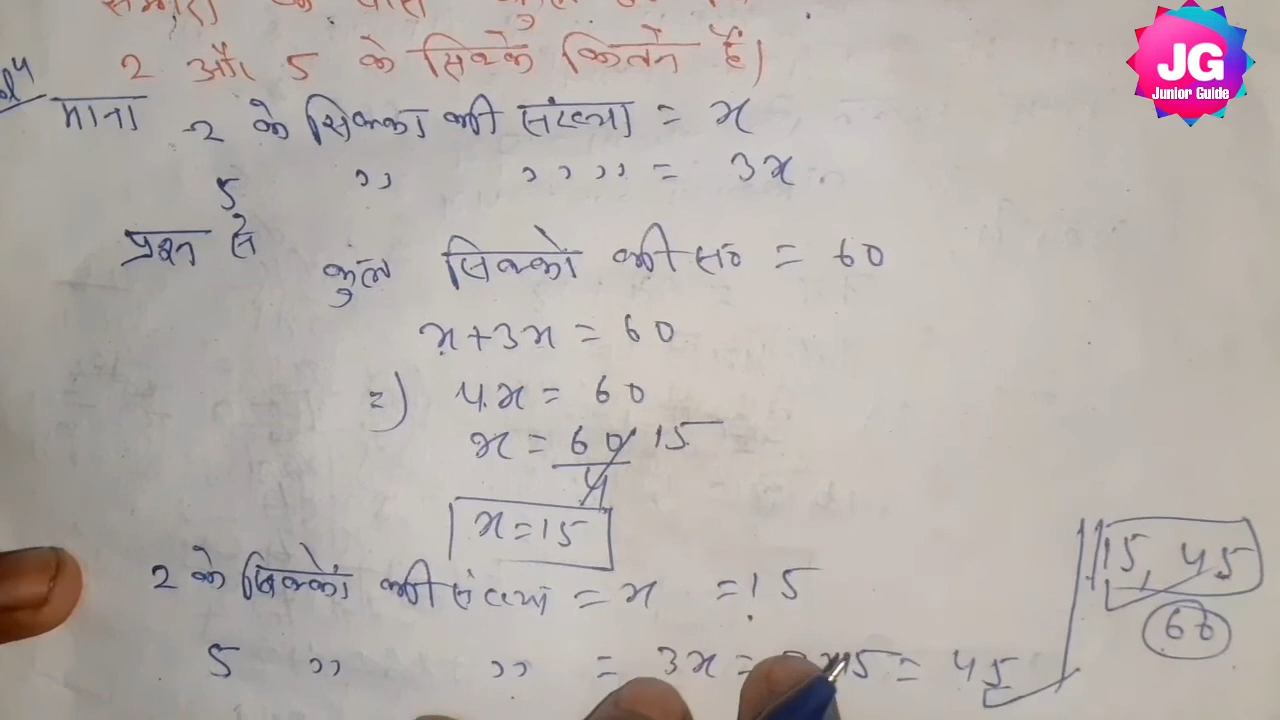 के पास कुल
2 और 5 के सिक्के कितने हैं।
माना 2 के सिक्का की संख्या = x
5 ,, ,, ,, = 3x
प्रश्न से
कुल सिक्को की सं० = 60
x+3x = 60
=) 4x = 60
x = 60/4 15
x=15
2 के सिक्को की संख्या = x =15
5 ,, ,, = 3x = 3x15 = 45
15, 45
60
JG
Junior Guide